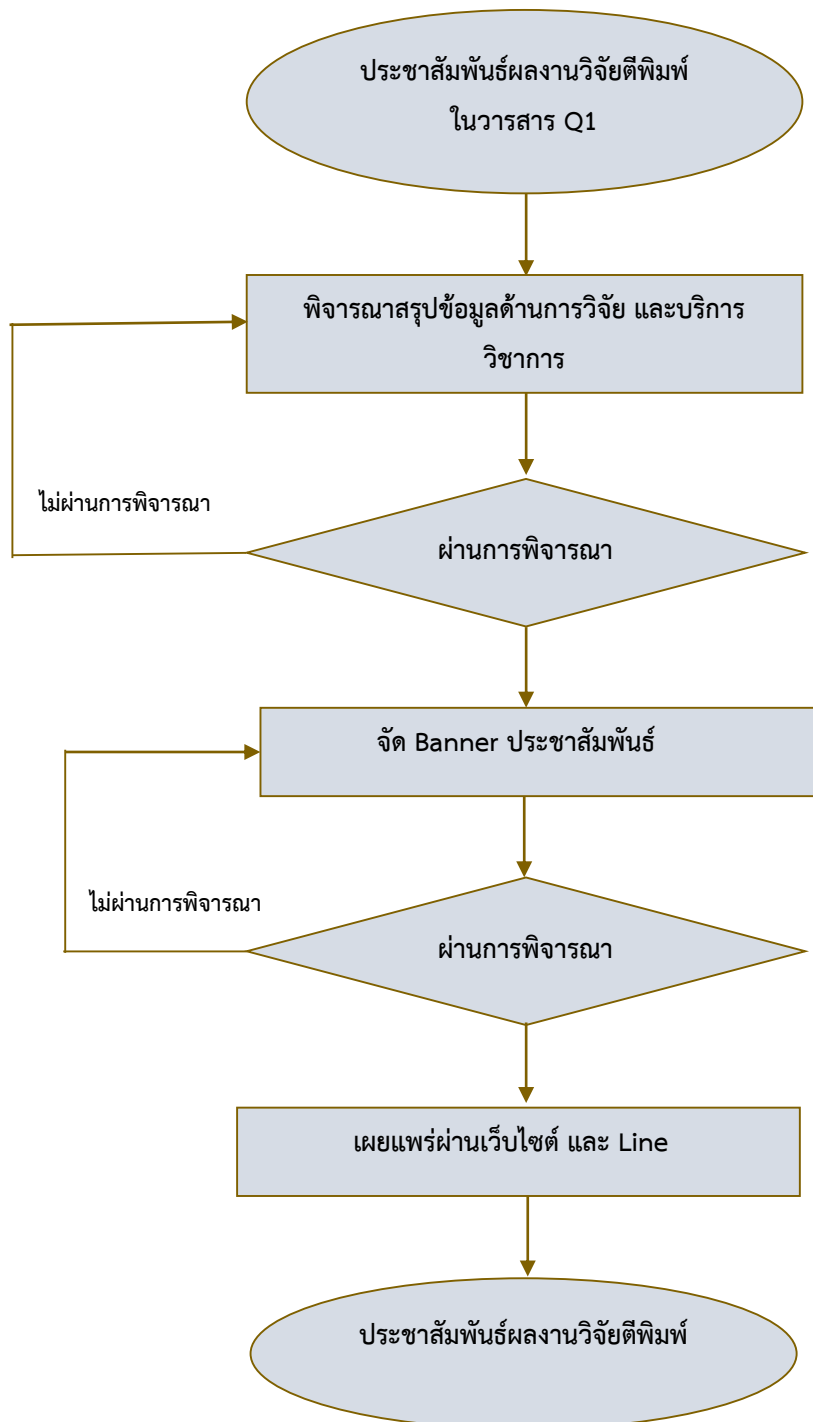 ประชาสัมพันธ์ผลงานวิจัยตีพิมพ์
ในวารสาร Q1
พิจารณาสรุปข้อมูลด้านการวิจัย และบริการ
วิชาการ
ไม่ผ่านการพิจารณา
ผ่านการพิจารณา
จัด Banner ประชาสัมพันธ์
ไม่ผ่านการพิจารณา
ผ่านการพิจารณา
เผยแพร่ผ่านเว็บไซต์ และ Line
ประชาสัมพันธ์ผลงานวิจัยตีพิมพ์